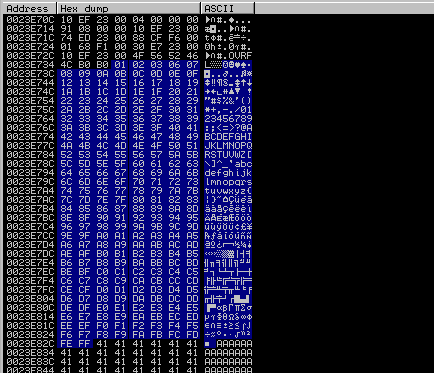 Address Hex dump ASCII
0023E70C 10 EF 23 00 04 00 00 00 ►∩#.♦...
0023E714 91 08 00 00 10 EF 23 00 æ◘..►∩#.
0023E71C 74 ED 23 00 88 CF F6 00 tφ#.ê╧÷.
0023E724 01 68 F1 00 30 E7 23 00 ☺h±.0τ#.
0023E72C 10 EF 23 00 4F 56 52 46 ►∩#.OVRF
0023E734 4C B0 B0 01 02 03 06 07 L░░☺☻♥♠•
0023E73C 08 09 0A 0B 0C 0D 0E 0F
0023E744 12 13 14 15 16 17 18 19 ↕‼¶§▬↨↑↓
0023E74C 1A 1B 1C 1D 1E 1F 20 21 →←∟↔▲▼ !
0023E754 22 23 24 25 26 27 28 29 "#$%&'()
0023E75C 2A 2B 2C 2D 2E 2F 30 31 *+,-./01
0023E764 32 33 34 35 36 37 38 39 23456789
0023E76C 3A 3B 3C 3D 3E 3F 40 41 :;<=>?@A
0023E774 42 43 44 45 46 47 48 49 BCDEFGHI
0023E77C 4A 4B 4C 4D 4E 4F 50 51 JKLMNOPQ
0023E784 52 53 54 55 56 57 5A 5B RSTUVWZ[
0023E78C 5C 5D 5E 5F 60 61 62 63 \]^_`abc
0023E794 64 65 66 67 68 69 6A 6B defghijk
0023E79C 6C 6D 6E 6F 70 71 72 73 lmnopqrs
0023E7A4 74 75 76 77 78 79 7A 7B tuvwxyz{
0023E7AC 7C 7D 7E 7F 80 81 82 83 |}~⌂Çüéâ
0023E7B4 84 85 86 87 88 89 8A 8D äàåçêëèì
0023E7BC 8E 8F 90 91 92 93 94 95 ÄÅÉæÆôöò
0023E7C4 96 97 98 99 9A 9B 9C 9D ûùÿÖÜ¢£¥
0023E7CC 9E 9F A0 A1 A2 A3 A4 A5 ₧ƒáíóúñÑ
0023E7D4 A6 A7 A8 A9 AA AB AC AD ªº¿⌐¬½¼¡
0023E7DC AE AF B0 B1 B2 B3 B4 B5 «»░▒▓│┤╡
0023E7E4 B6 B7 B8 B9 BA BB BC BD ╢╖╕╣║╗╝╜
0023E7EC BE BF C0 C1 C2 C3 C4 C5 ╛┐└┴┬├─┼
0023E7F4 C6 C7 C8 C9 CA CB CC CD ╞╟╚╔╩╦╠═
0023E7FC CE CF D0 D1 D2 D3 D4 D5 ╬╧╨╤╥╙╘╒
0023E804 D6 D7 D8 D9 DA DB DC DD ╓╫╪┘┌█▄▌
0023E80C DE DF E0 E1 E2 E3 E4 E5 ▐▀αßΓπΣσ
0023E814 E6 E7 E8 E9 EA EB EC ED µτΦΘΩδ∞φ
0023E81C EE EF F0 F1 F2 F3 F4 F5 ε∩≡±≥≤⌠⌡
0023E824 F6 F7 F8 F9 FA FB FC FD ÷≈°∙·√ⁿ²
0023E82C FE FF 41 41 41 41 41 41 ■ AAAAAA
0023E834 41 41 41 41 41 41 41 41 AAAAAAAA
0023E83C 41 41 41 41 41 41 41 41 AAAAAAAA
0023E844 41 41 41 41 41 41 41 41 AAAAAAAA